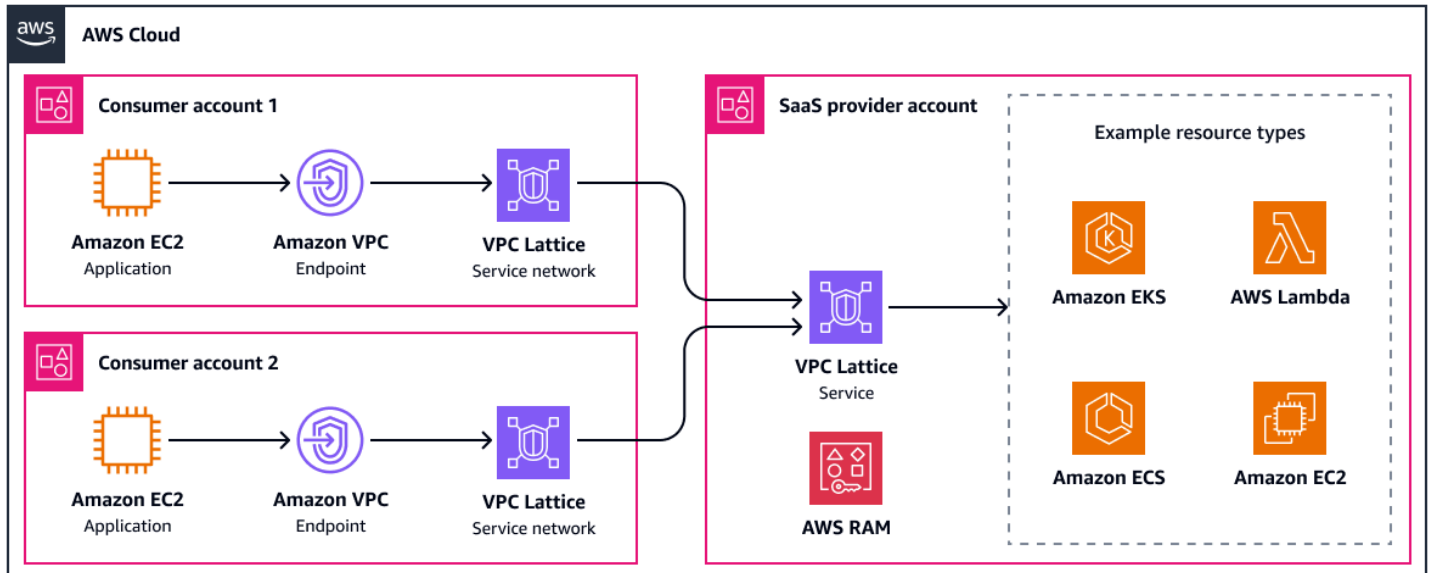 aws
AWS Cloud
Consumer account 1
Amazon EC2
Application
Amazon VPC
Endpoint
VPC Lattice
Service network
Consumer account 2
Amazon EC2
Application
Amazon VPC
Endpoint
VPC Lattice
Service network
SaaS provider account
VPC Lattice
Service
AWS RAM
Example resource types
K
Amazon EKS
AWS Lambda
Amazon ECS
Amazon EC2